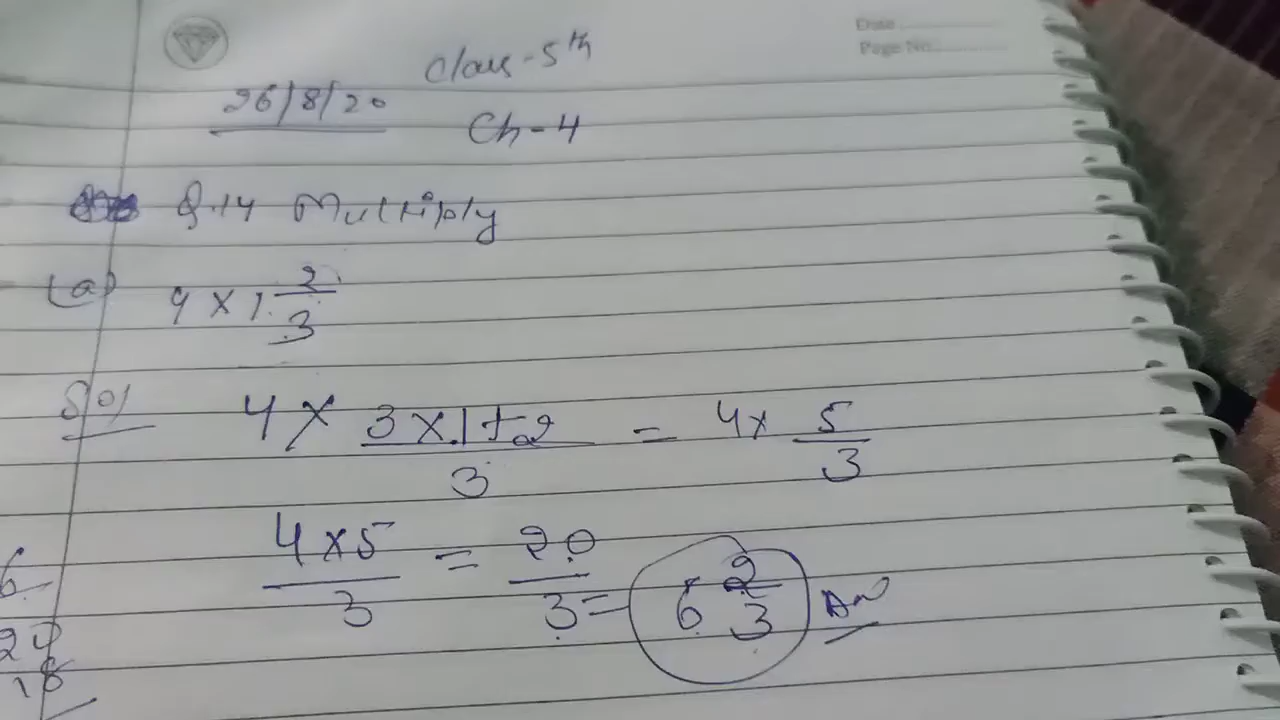 Date
Page No.
Class-5th
26/8/20
Ch-4
Q.14 Multiply
(a) 4 × 1 2/3
Sol 4 × 3×1+2/3 = 4× 5/3
4×5/3 = 20/3 = 6 2/3 An
6
20
18